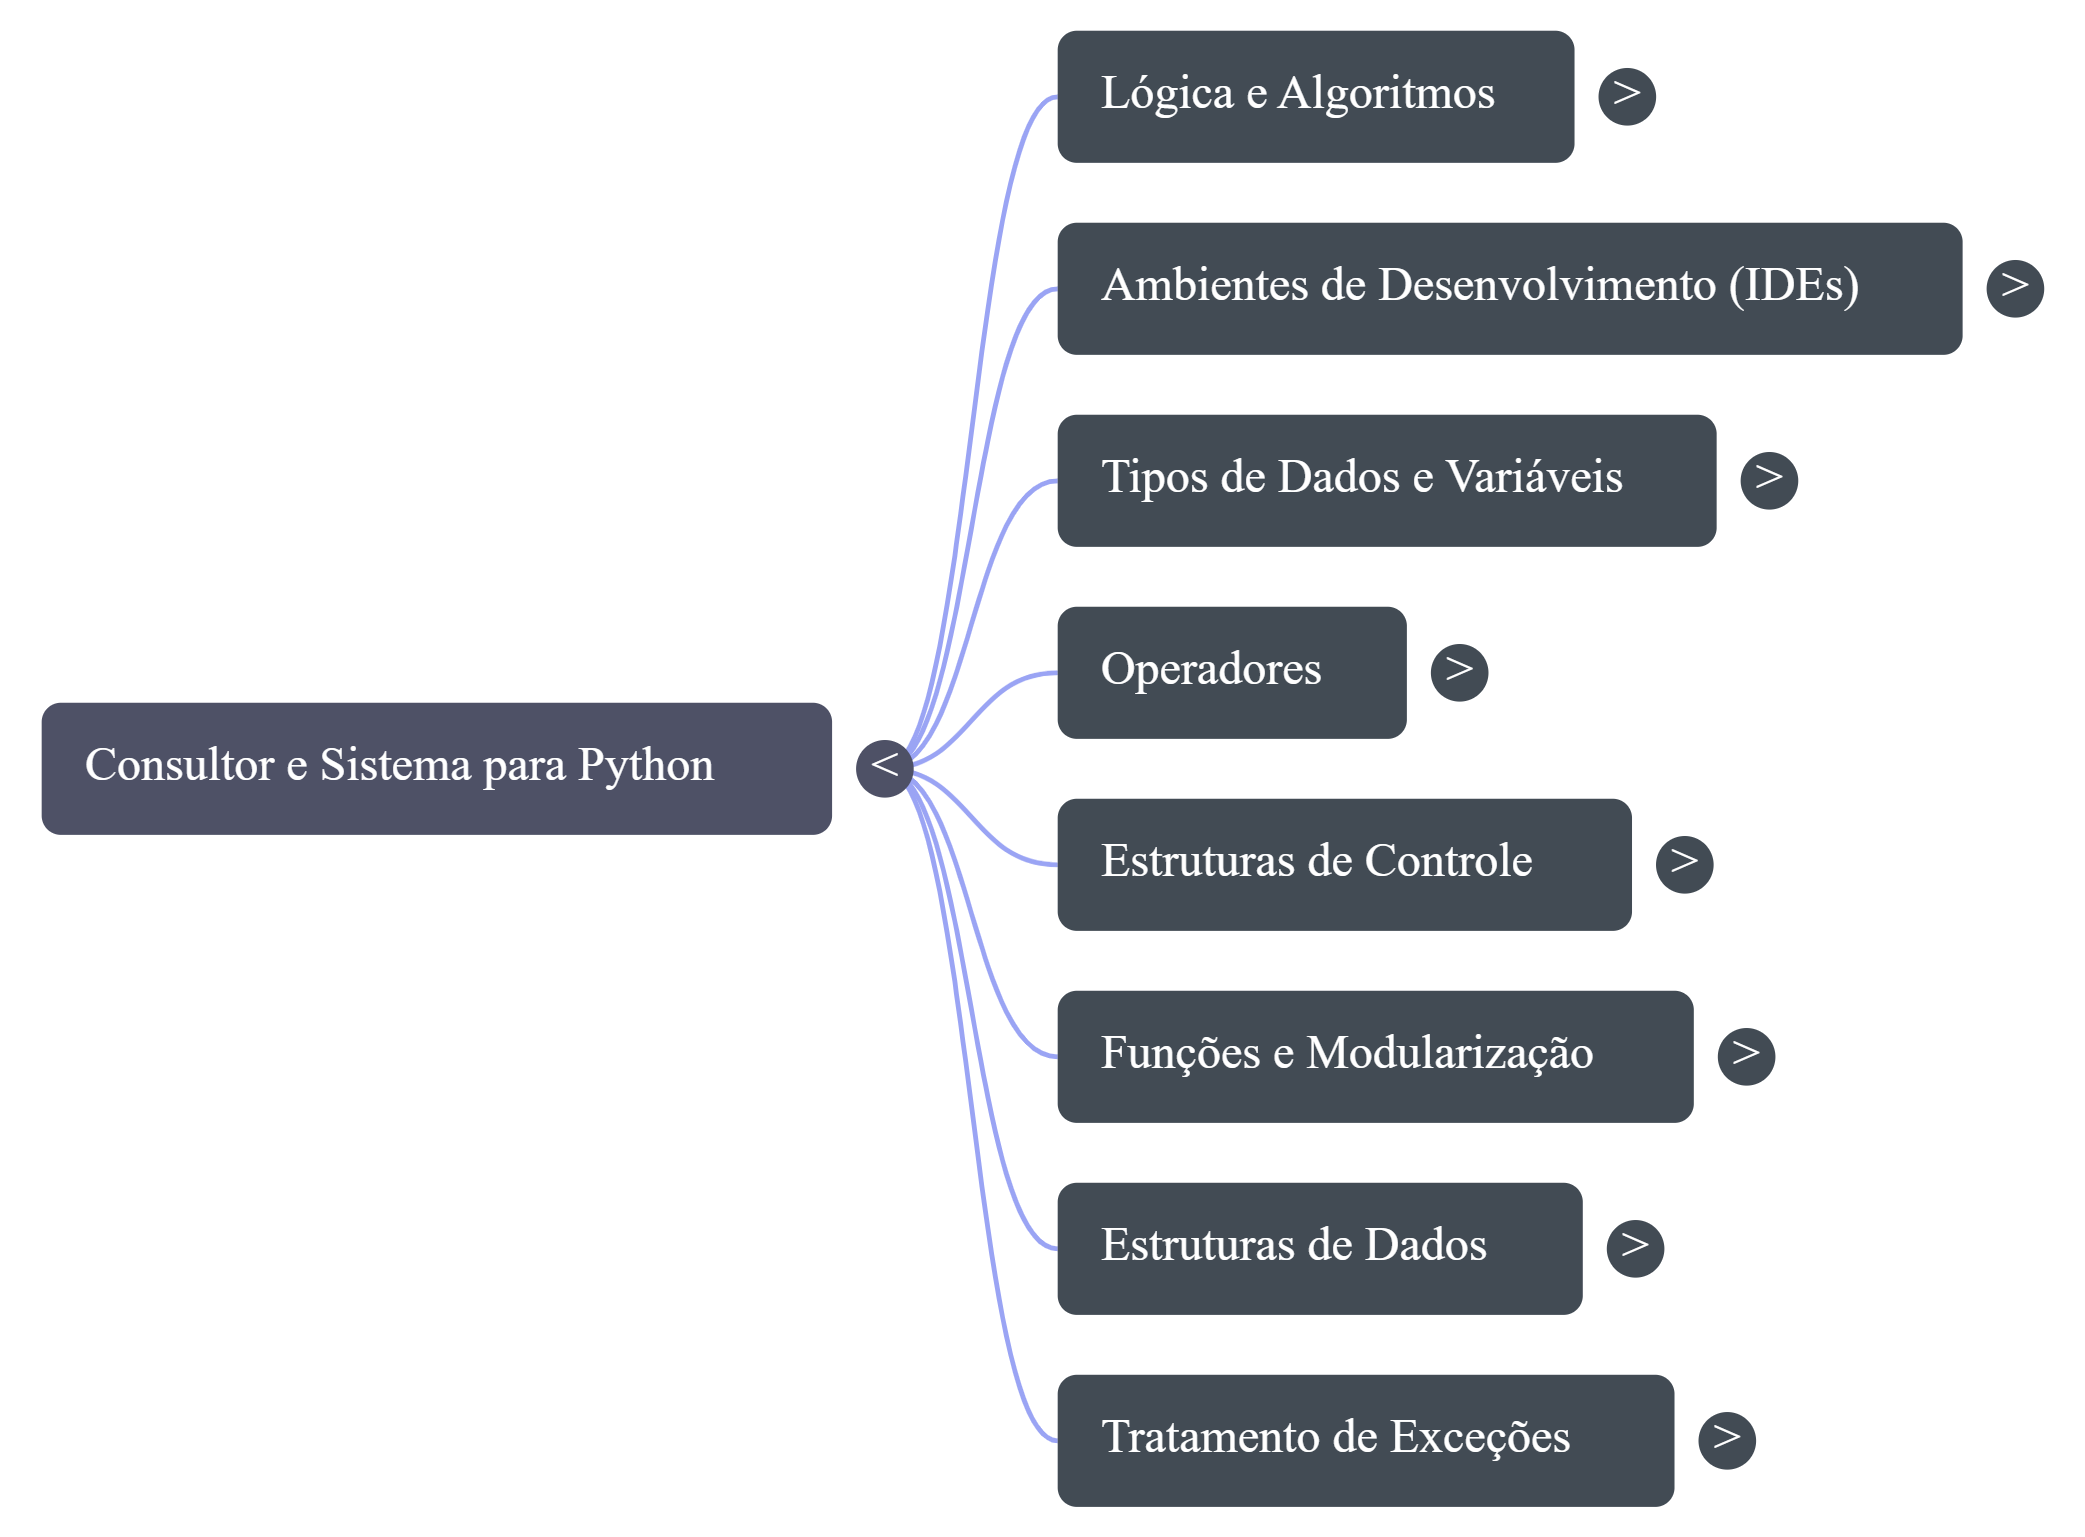 Lógica e Algoritmos >
Ambientes de Desenvolvimento (IDEs) >
Tipos de Dados e Variáveis >
Operadores >
Consultor e Sistema para Python <
Estruturas de Controle >
Funções e Modularização >
Estruturas de Dados >
Tratamento de Exceções >